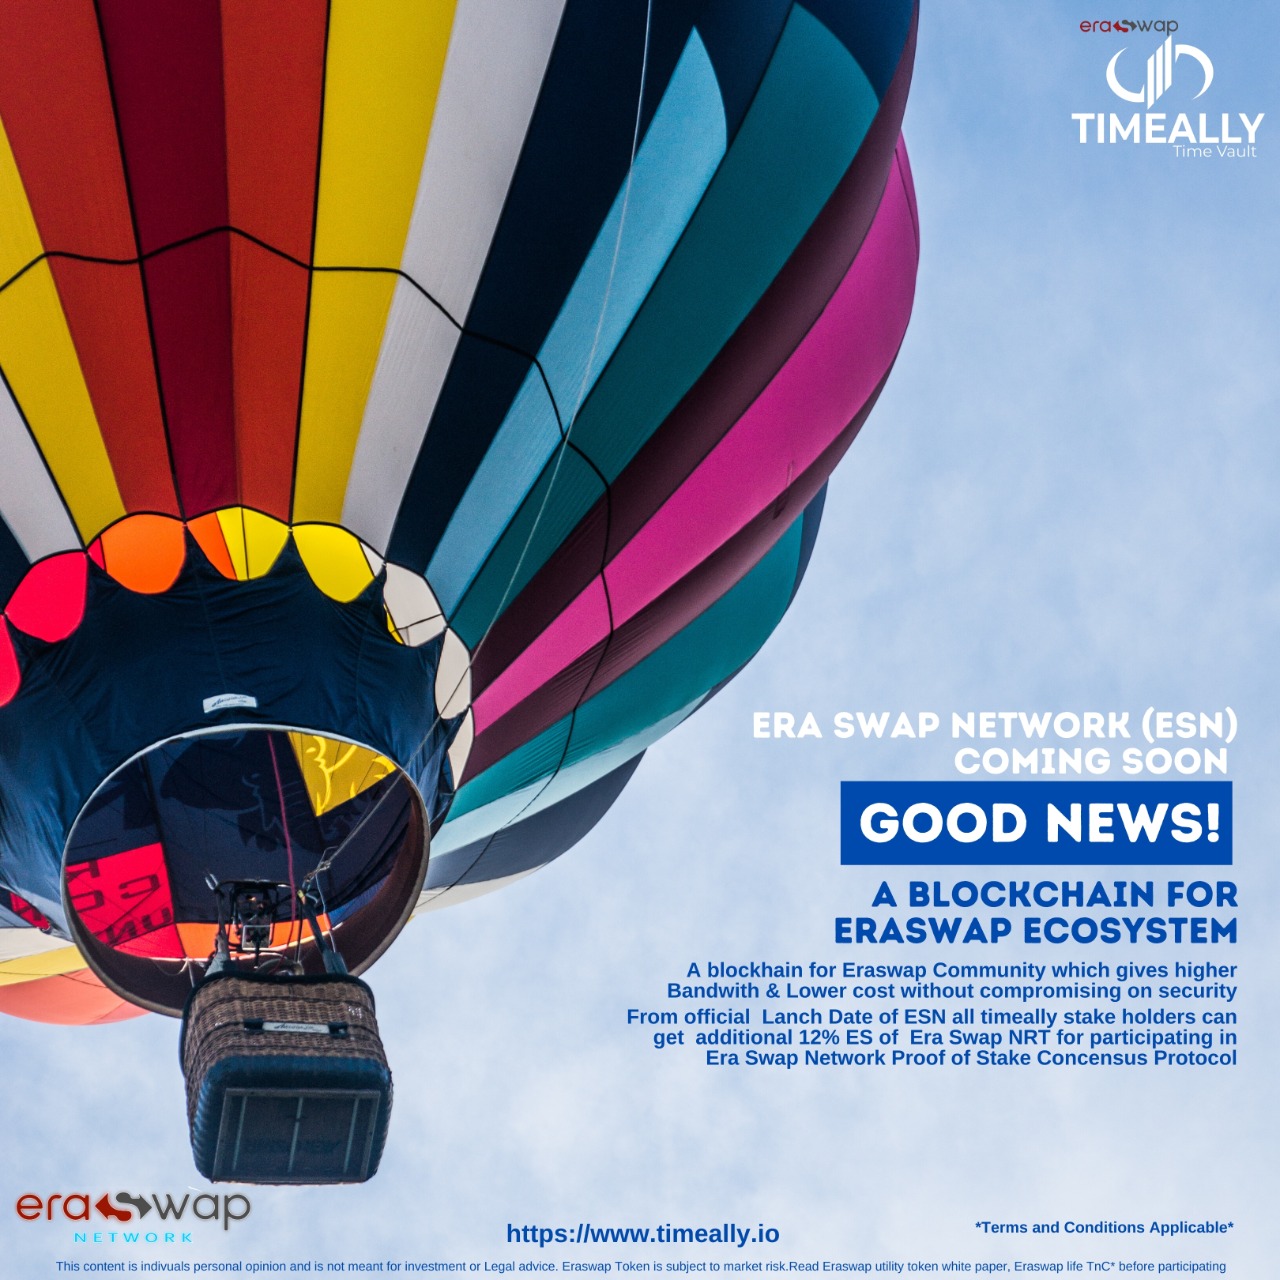 eraswap
TIMEALLY
Time Vault
ERA SWAP NETWORK (ESN)
COMING SOON
GOOD NEWS!
A BLOCKCHAIN FOR
ERASWAP ECOSYSTEM
A blockhain for Eraswap Community which gives higher
Bandwith & Lower cost without compromising on security
From official Lanch Date of ESN all timeally stake holders can
get additional 12% ES of Era Swap NRT for participating in
Era Swap Network Proof of Stake Concensus Protocol
eraswap
NETWORK
https://www.timeally.io
*Terms and Conditions Applicable*
This content is indivuals personal opinion and is not meant for investment or Legal advice. Eraswap Token is subject to market risk.Read Eraswap utility token white paper, Eraswap life TnC* before participating